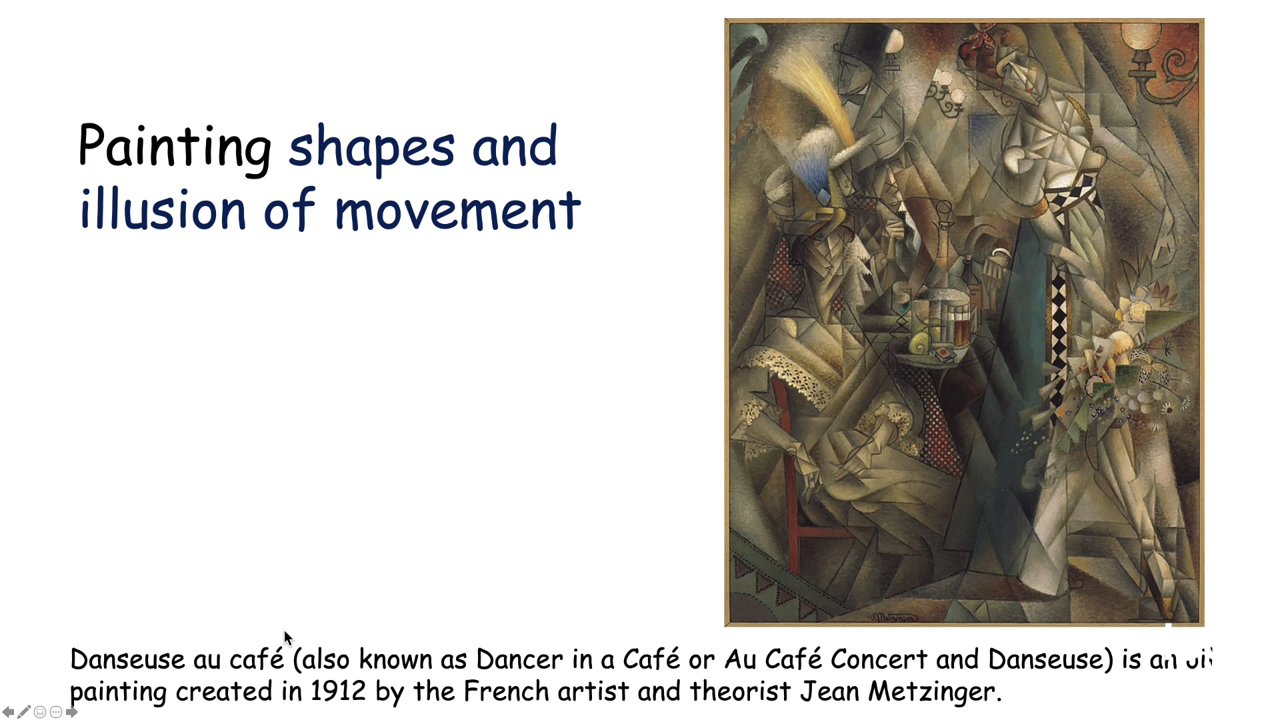 Painting shapes and
illusion of movement
Danseuse au café (also known as Dancer in a Café or Au Café Concert and Danseuse) is an
painting created in 1912 by the French artist and theorist Jean Metzinger.